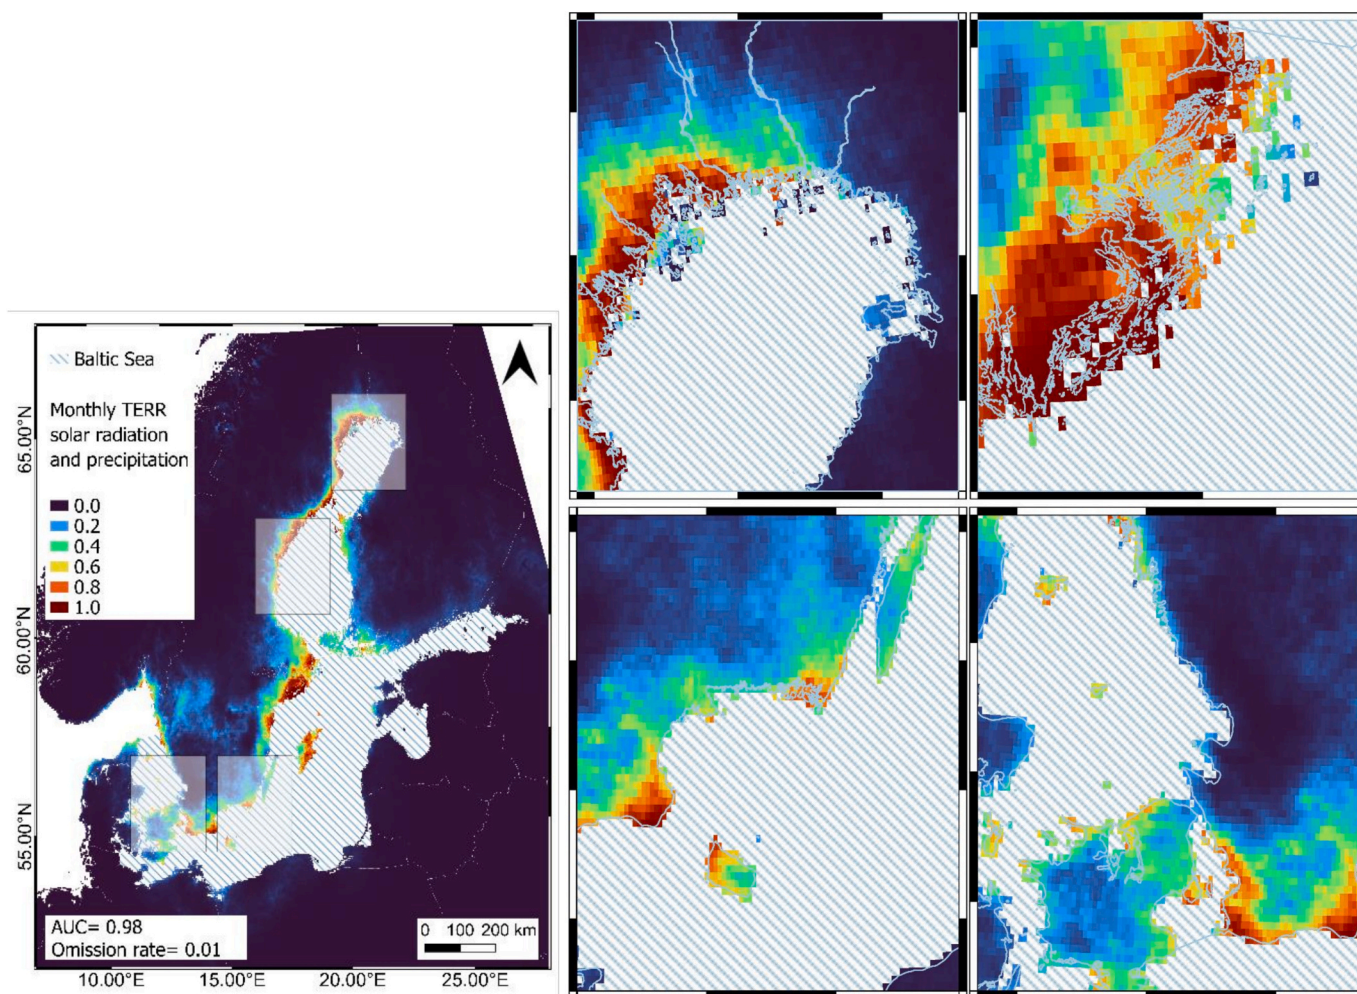 Baltic Sea
Monthly TERR
solar radiation
and precipitation
0.0
0.2
0.4
0.6
0.8
1.0
65.00°N
60.00°N
55.00°N
AUC= 0.98
Omission rate= 0.01
0 100 200 km
10.00°E 15.00°E 20.00°E 25.00°E